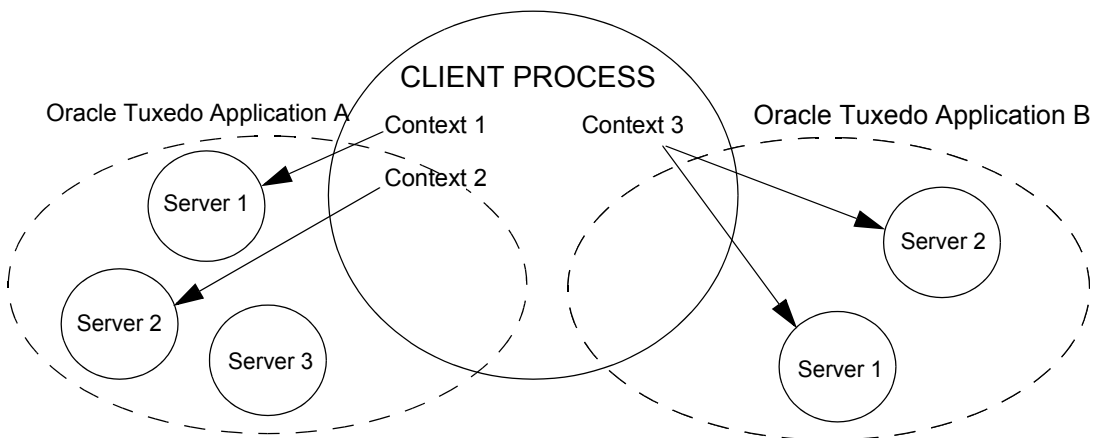 CLIENT PROCESS
Oracle Tuxedo Application A
Oracle Tuxedo Application B
Context 1
Context 3
Context 2
Server 1
Server 2
Server 2
Server 3
Server 1